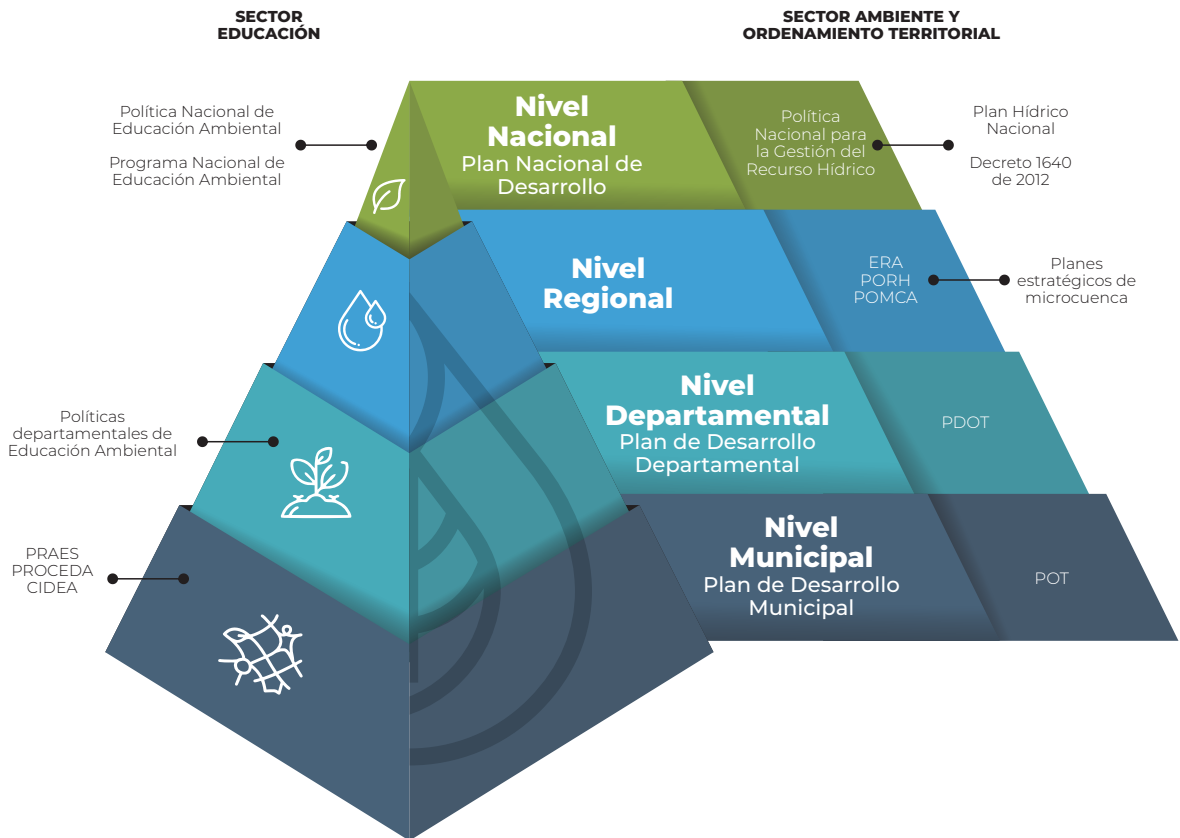 SECTOR
EDUCACIÓN
SECTOR AMBIENTE Y
ORDENAMIENTO TERRITORIAL
Política Nacional de
Educación Ambiental
Programa Nacional de
Educación Ambiental
Nivel
Nacional
Plan Nacional de
Desarrollo
Política
Nacional para
la Gestión del
Recurso Hídrico
Plan Hídrico
Nacional
Decreto 1640
de 2012
Nivel
Regional
ERA
PORH
POMCA
Planes
estratégicos de
microcuenca
Políticas
departamentales de
Educación Ambiental
Nivel
Departamental
Plan de Desarrollo
Departamental
PDOT
PRAES
PROCEDA
CIDEA
Nivel
Municipal
Plan de Desarrollo
Municipal
POT